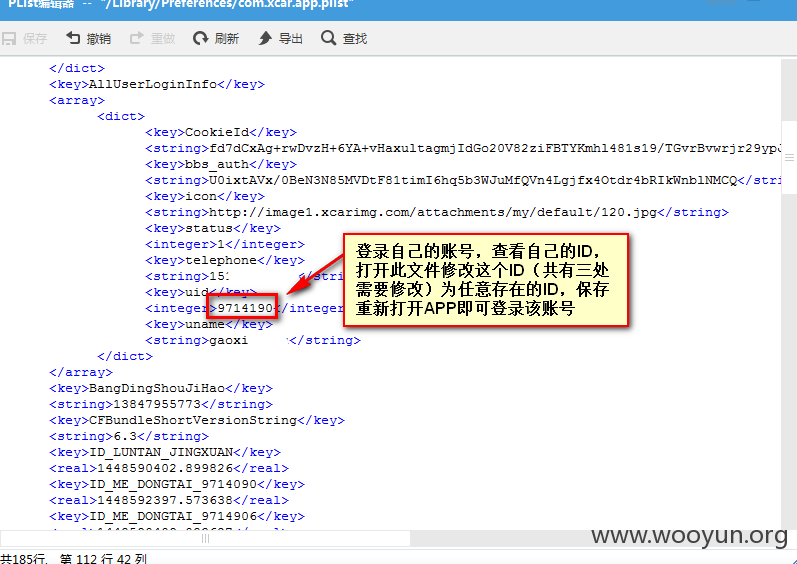 PList编辑器 -- "/Library/Preferences/com.xcar.app.plist"
保存 撤销 重做 刷新 导出 查找
</dict>
<key>AllUserLoginInfo</key>
<array>
<dict>
<key>CookieId</key>
<string>fd7dCxAg+rwDvzH+6YA+vHaxultagmjIdGo20V82ziFBTYKmhl481s19/TGvrBvwrjr29ypJ
<key>bbs_auth</key>
<string>U0ixtAVx/0BeN3N85MVDtF81timI6hq5b3WJuMfQVn4Lgjfx4Otdr4bRIkWnblNMCQ</stri
<key>icon</key>
<string>http://image1.xcarimg.com/attachments/my/default/120.jpg</string>
<key>status</key>
<integer>1</integer>
<key>telephone</key>
<string>151 </stri
<key>uid</key>
<integer>9714190</integer>
<key>uname</key>
<string>gaoxi </string>
</dict>
</array>
<key>BangDingShouJiHao</key>
<string>13847955773</string>
<key>CFBundleShortVersionString</key>
<string>6.3</string>
<key>ID_LUNTAN_JINGXUAN</key>
<real>1448590402.899826</real>
<key>ID_ME_DONGTAI_9714090</key>
<real>1448592397.573638</real>
<key>ID_ME_DONGTAI_9714906</key>
登录自己的账号，查看自己的ID，
打开此文件修改这个ID（共有三处
需要修改）为任意存在的ID，保存
重新打开APP即可登录该账号
www.wooyun.org
共185行， 第 112 行 42 列